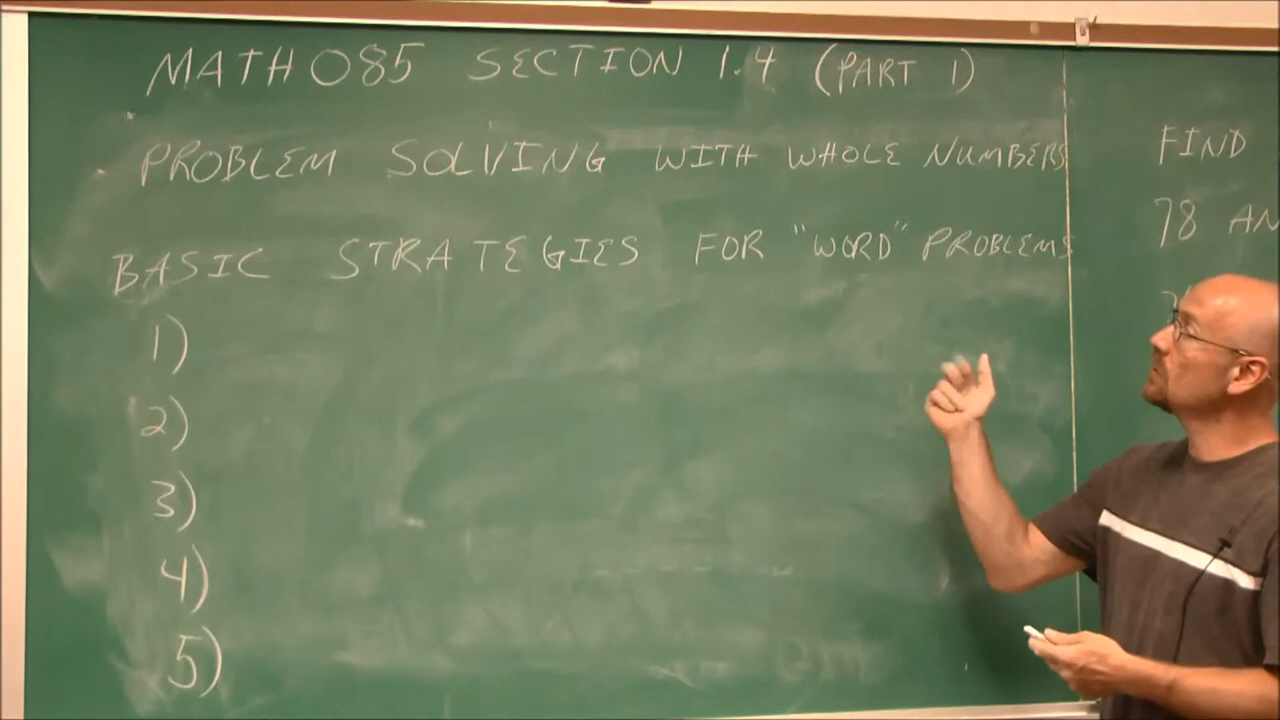 MATH 085 SECTION 1.4 (PART 1)
PROBLEM SOLVING WITH WHOLE NUMBERS
BASIC STRATEGIES FOR "WORD" PROBLEMS
1)
2)
3)
4)
5)
FIND
78 AN